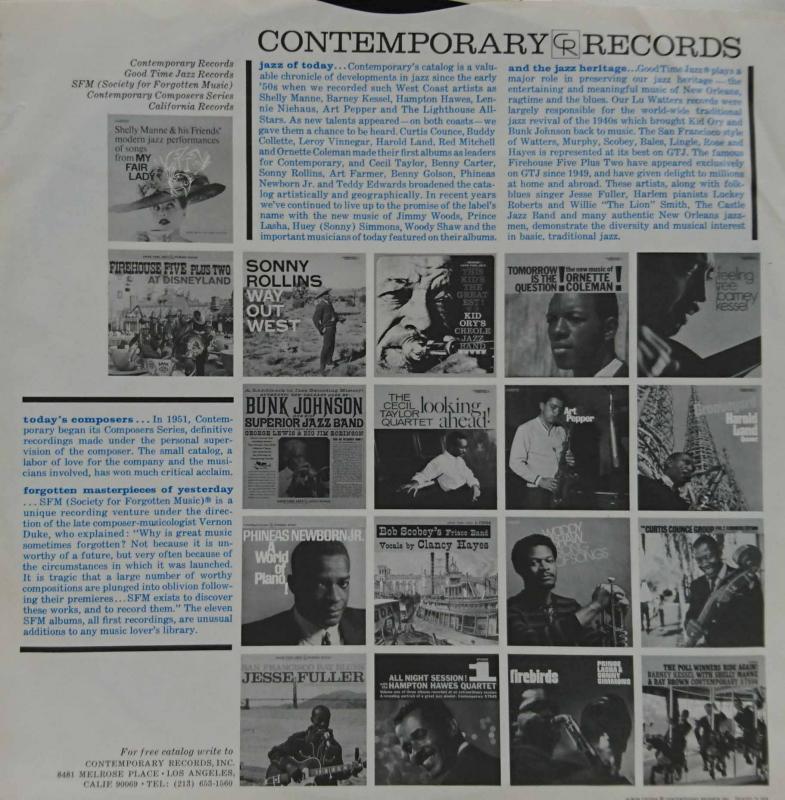 CONTEMPORARY CR RECORDS
Contemporary Records
Good Time Jazz Records
SFM (Society for Forgotten Music)
Contemporary Composers Series
California Records
jazz of today...Contemporary's catalog is a valu-
able chronicle of developments in jazz since the early
'50s when we recorded such West Coast artists as
Shelly Manne, Barney Kessel, Hampton Hawes, Len-
nie Niehaus, Art Pepper and The Lighthouse All-
Stars. As new talents appeared—on both coasts—we
gave them a chance to be heard. Curtis Counce, Buddy
Collette, Leroy Vinnegar, Harold Land, Red Mitchell
and Ornette Coleman made their first albums as leaders
for Contemporary, and Cecil Taylor, Benny Carter,
Sonny Rollins, Art Farmer, Benny Golson, Phineas
Newborn Jr. and Teddy Edwards broadened the cata-
log artistically and geographically. In recent years
we've continued to live up to the promise of the label's
name with the new music of Jimmy Woods, Prince
Lasha, Huey (Sonny) Simmons, Woody Shaw and the
important musicians of today featured on their albums.
and the jazz heritage...Good Time Jazz® plays a
major role in preserving our jazz heritage—the
entertaining and meaningful music of New Orleans,
ragtime and the blues. Our Lu Watters records were
largely responsible for the world-wide traditional
jazz revival of the 1940s which brought Kid Ory and
Bunk Johnson back to music. The San Francisco style
of Watters, Murphy, Scobey, Bales, Lingle, Rose and
Hayes is represented at its best on GTJ. The famous
Firehouse Five Plus Two have appeared exclusively
on GTJ since 1949, and have given delight to millions
at home and abroad. These artists, along with folk-
blues singer Jesse Fuller, Harlem pianists Luckey
Roberts and Willie "The Lion" Smith, The Castle
Jazz Band and many authentic New Orleans jazz-
men, demonstrate the diversity and musical interest
in basic, traditional jazz.
Shelly Manne & his Friends'
modern jazz performances
of songs
from MY
FAIR
LADY
FIREHOUSE FIVE PLUS TWO
AT DISNEYLAND
SONNY
ROLLINS
WAY
OUT
WEST
THIS
KID'S
THE
GREATEST!
KID
ORY'S
CREOLE
JAZZ
BAND
TOMORROW
IS THE
QUESTION!
the new music of
ORNETTE
COLEMAN!
feeling
free
barney
kessel
today's composers... In 1951, Contem-
porary began its Composers Series, definitive
recordings made under the personal super-
vision of the composer. The small catalog, a
labor of love for the company and the musi-
cians involved, has won much critical acclaim.
forgotten masterpieces of yesterday
...SFM (Society for Forgotten Music)® is a
unique recording venture under the direc-
tion of the late composer-musicologist Vernon
Duke, who explained: "Why is great music
sometimes forgotten? Not because it is un-
worthy of a future, but very often because of
the circumstances in which it was launched.
It is tragic that a large number of worthy
compositions are plunged into oblivion follow-
ing their premieres...SFM exists to discover
these works, and to record them." The eleven
SFM albums, all first recordings, are unusual
additions to any music lover's library.
BUNK JOHNSON
SUPERIOR JAZZ BAND
GEORGE LEWIS & BIG JIM ROBINSON
THE
CECIL
TAYLOR
QUARTET
looking
ahead!
Art
Pepper
Harold
Land
PHINEAS NEWBORN JR.
A
World
of
Piano!
Bob Scobey's Frisco Band
Vocals by Clancy Hayes
WOODY
SHAW
SONGS
THE CURTIS COUNCE GROUP
SAN FRANCISCO BAY BLUES
JESSE FULLER
ALL NIGHT SESSION! 1
HAMPTON HAWES QUARTET
firebirds
PRINCE
LASHA &
SONNY
SIMMONS
THE POLL WINNERS RIDE AGAIN!
BARNEY KESSEL WITH SHELLY MANNE
& RAY BROWN CONTEMPORARY
For free catalog write to
CONTEMPORARY RECORDS, INC.
8481 MELROSE PLACE • LOS ANGELES,
CALIF 90069 • TEL: (213) 653-1560